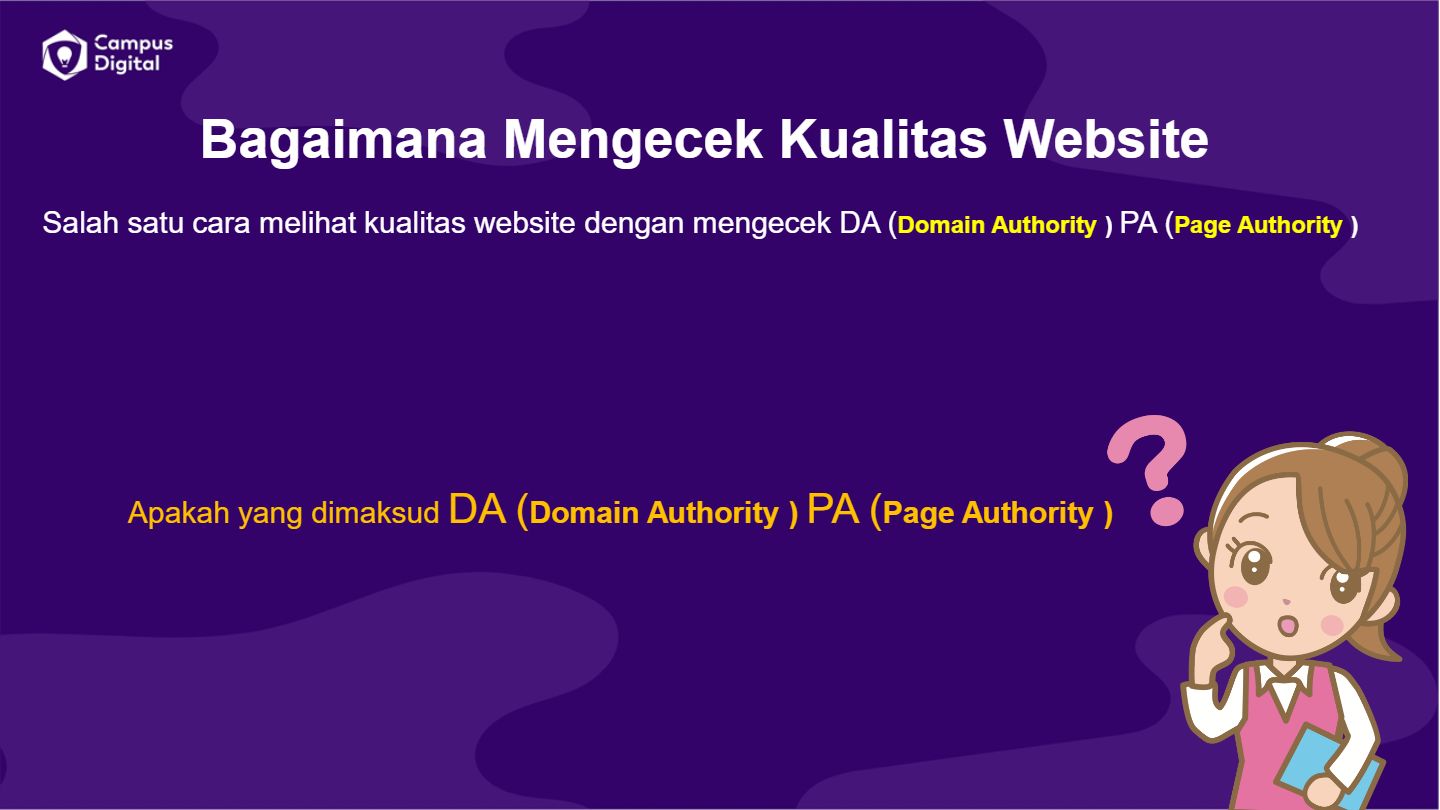 Campus
Digital
Bagaimana Mengecek Kualitas Website
Salah satu cara melihat kualitas website dengan mengecek DA (Domain Authority ) PA (Page Authority )
Apakah yang dimaksud DA (Domain Authority ) PA (Page Authority )
?